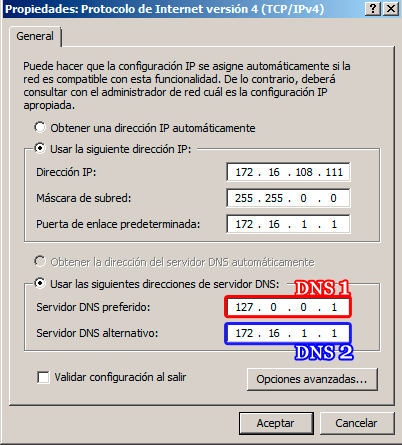 Propiedades: Protocolo de Internet versión 4 (TCP/IPv4)
General
Puede hacer que la configuración IP se asigne automáticamente si la
red es compatible con esta funcionalidad. De lo contrario, deberá
consultar con el administrador de red cuál es la configuración IP
apropiada.
Obtener una dirección IP automáticamente
Usar la siguiente dirección IP:
Dirección IP: 172 . 16 . 108 . 111
Máscara de subred: 255 . 255 . 0 . 0
Puerta de enlace predeterminada: 172 . 16 . 1 . 1
Obtener la dirección del servidor DNS automáticamente
Usar las siguientes direcciones de servidor DNS:
DNS 1
Servidor DNS preferido: 127 . 0 . 0 . 1
Servidor DNS alternativo: 172 . 16 . 1 . 1
DNS 2
Validar configuración al salir
Opciones avanzadas...
Aceptar Cancelar